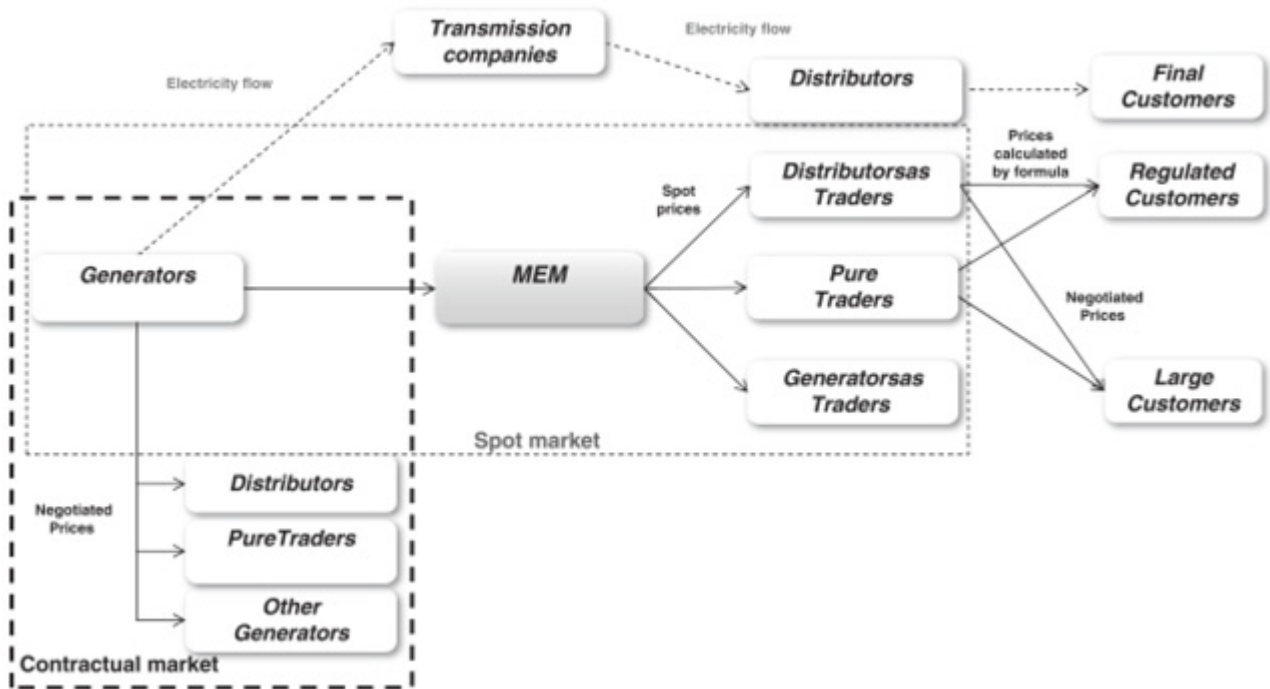 Transmission
companies
Electricity flow
Electricity flow
Distributors
Final
Customers
Prices
calculated
by formula
Distributorsas
Traders
Regulated
Customers
Spot
prices
Generators
MEM
Pure
Traders
Negotiated
Prices
Generatorsas
Traders
Large
Customers
Spot market
Distributors
Negotiated
Prices
PureTraders
Other
Generators
Contractual market